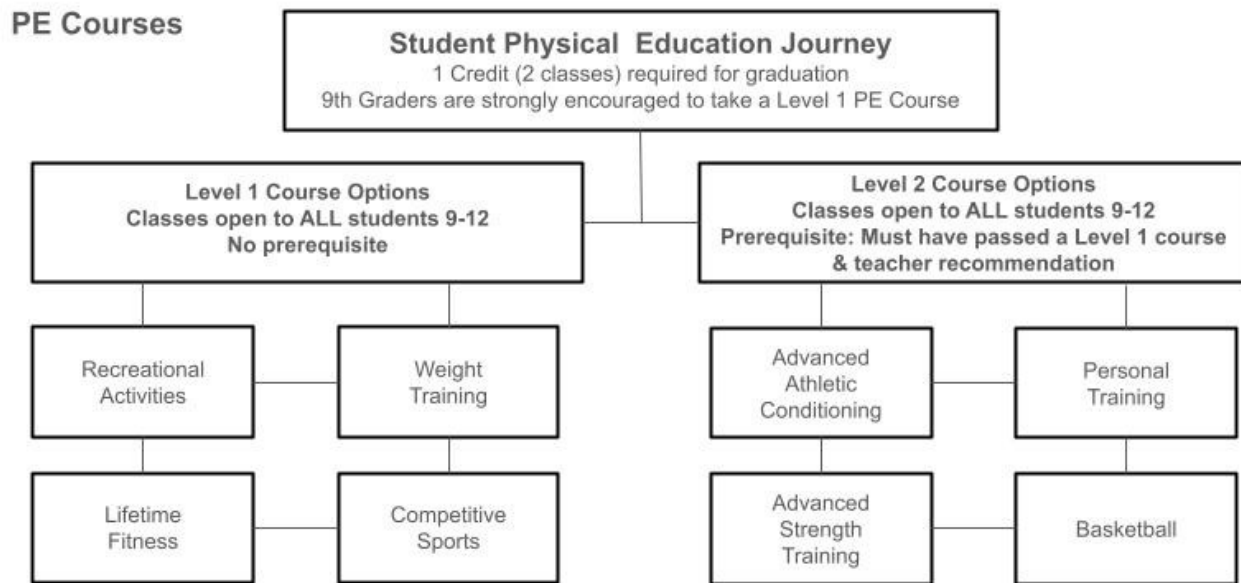 PE Courses
Student Physical Education Journey
1 Credit (2 classes) required for graduation
9th Graders are strongly encouraged to take a Level 1 PE Course
Level 1 Course Options
Classes open to ALL students 9-12
No prerequisite
Level 2 Course Options
Classes open to ALL students 9-12
Prerequisite: Must have passed a Level 1 course
& teacher recommendation
Recreational
Activities
Weight
Training
Lifetime
Fitness
Competitive
Sports
Advanced
Athletic
Conditioning
Personal
Training
Advanced
Strength
Training
Basketball